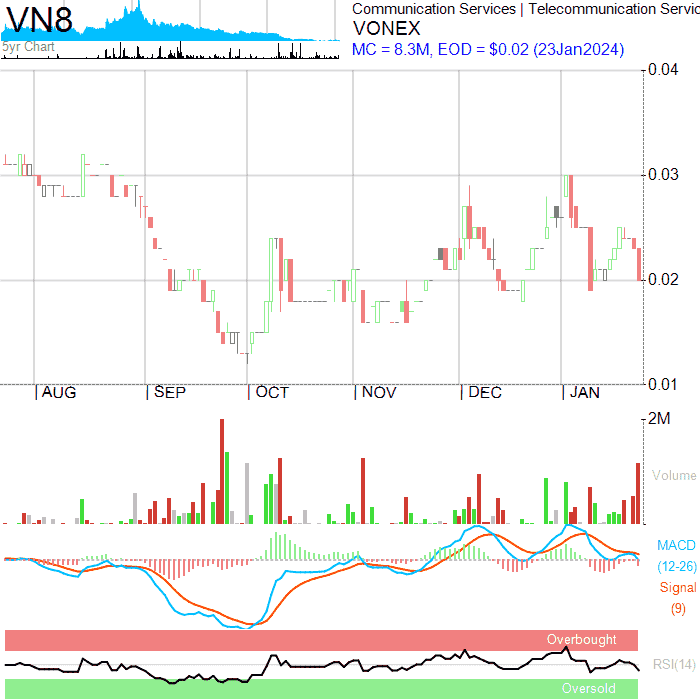 VN8
5yr Chart
Communication Services | Telecommunication Servic
VONEX
MC = 8.3M, EOD = $0.02 (23Jan2024)
0.04
0.03
0.02
0.01
|AUG |SEP |OCT |NOV |DEC |JAN
2M
Volume
MACD
(12-26)
Signal
(9)
Overbought
RSI(14)
Oversold